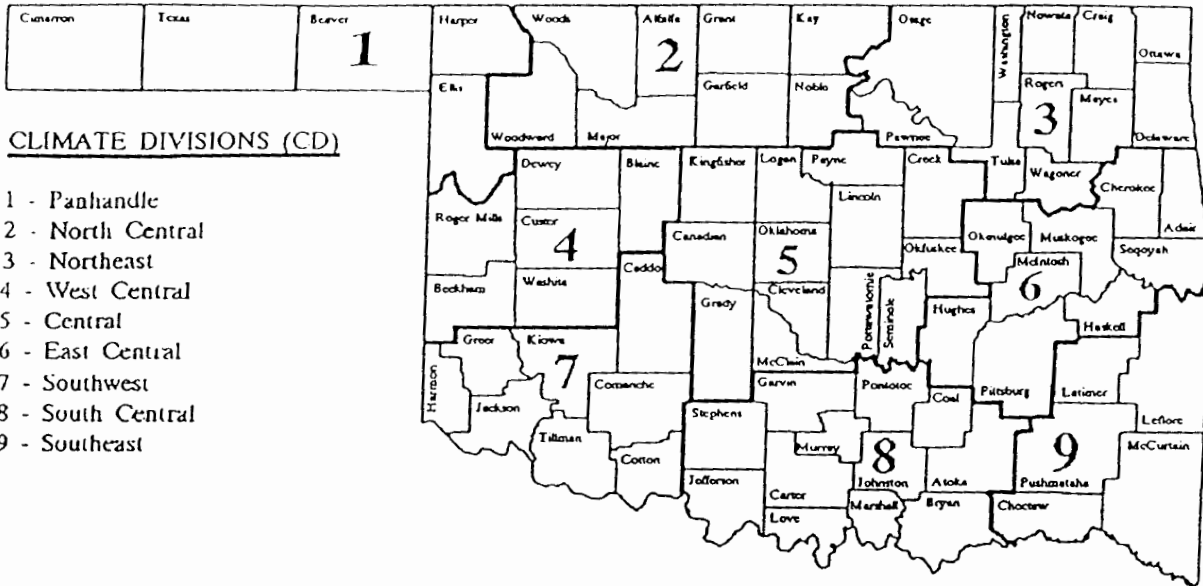 Cimarron Texas Beaver Harper Woods Alfalfa Grant Kay Osage Washington Nowata Craig Ottawa
1 2
Ellis Garfield Noble Rogers Mayes
3
CLIMATE DIVISIONS (CD)
Woodward Major Pawnee Delaware
Dewey Blaine Kingfisher Logan Payne Creek Tulsa Wagoner Cherokee
1 - Panhandle
Roger Mills Custer Lincoln Adair
2 - North Central
Canadian Oklahoma Okfuskee Okmulgee Muskogee Sequoyah
3 - Northeast
4 5 McIntosh
4 - West Central
Beckham Washita Caddo Cleveland 6
5 - Central
Grady Pottawatomie Seminole Hughes Haskell
6 - East Central
Greer Kiowa McClain
7 - Southwest
Harmon 7 Comanche Garvin Pontotoc Coal Pittsburg Latimer
8 - South Central
Jackson Stephens Leflore
9 - Southeast
Tillman Cotton Murray 8 9 McCurtain
Jefferson Carter Johnston Atoka Pushmataha
Love Marshall Bryan Choctaw